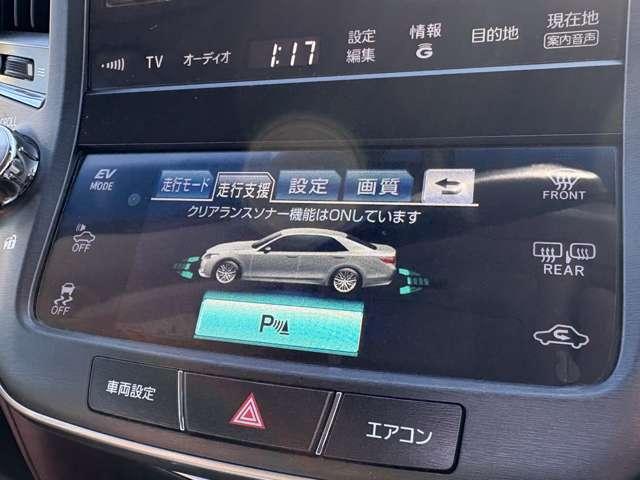 TV オーディオ 1:17 設定編集 情報 G 目的地 現在地 案内音声
SCROLL
EV MODE
走行モード 走行支援 設定 画質
FRONT
クリアランスソナー機能はONしています
OFF
REAR
OFF
P
車両設定 エアコン